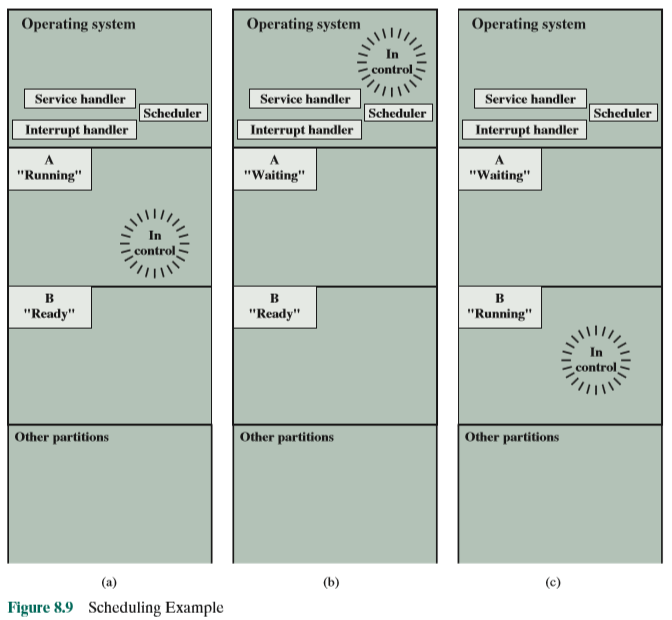 Operating system
Service handler
Scheduler
Interrupt handler
A
"Running"
In
control
B
"Ready"
Other partitions
(a)
Operating system
In
control
Service handler
Scheduler
Interrupt handler
A
"Waiting"
B
"Ready"
Other partitions
(b)
Operating system
Service handler
Scheduler
Interrupt handler
A
"Waiting"
B
"Running"
In
control
Other partitions
(c)
Figure 8.9 Scheduling Example